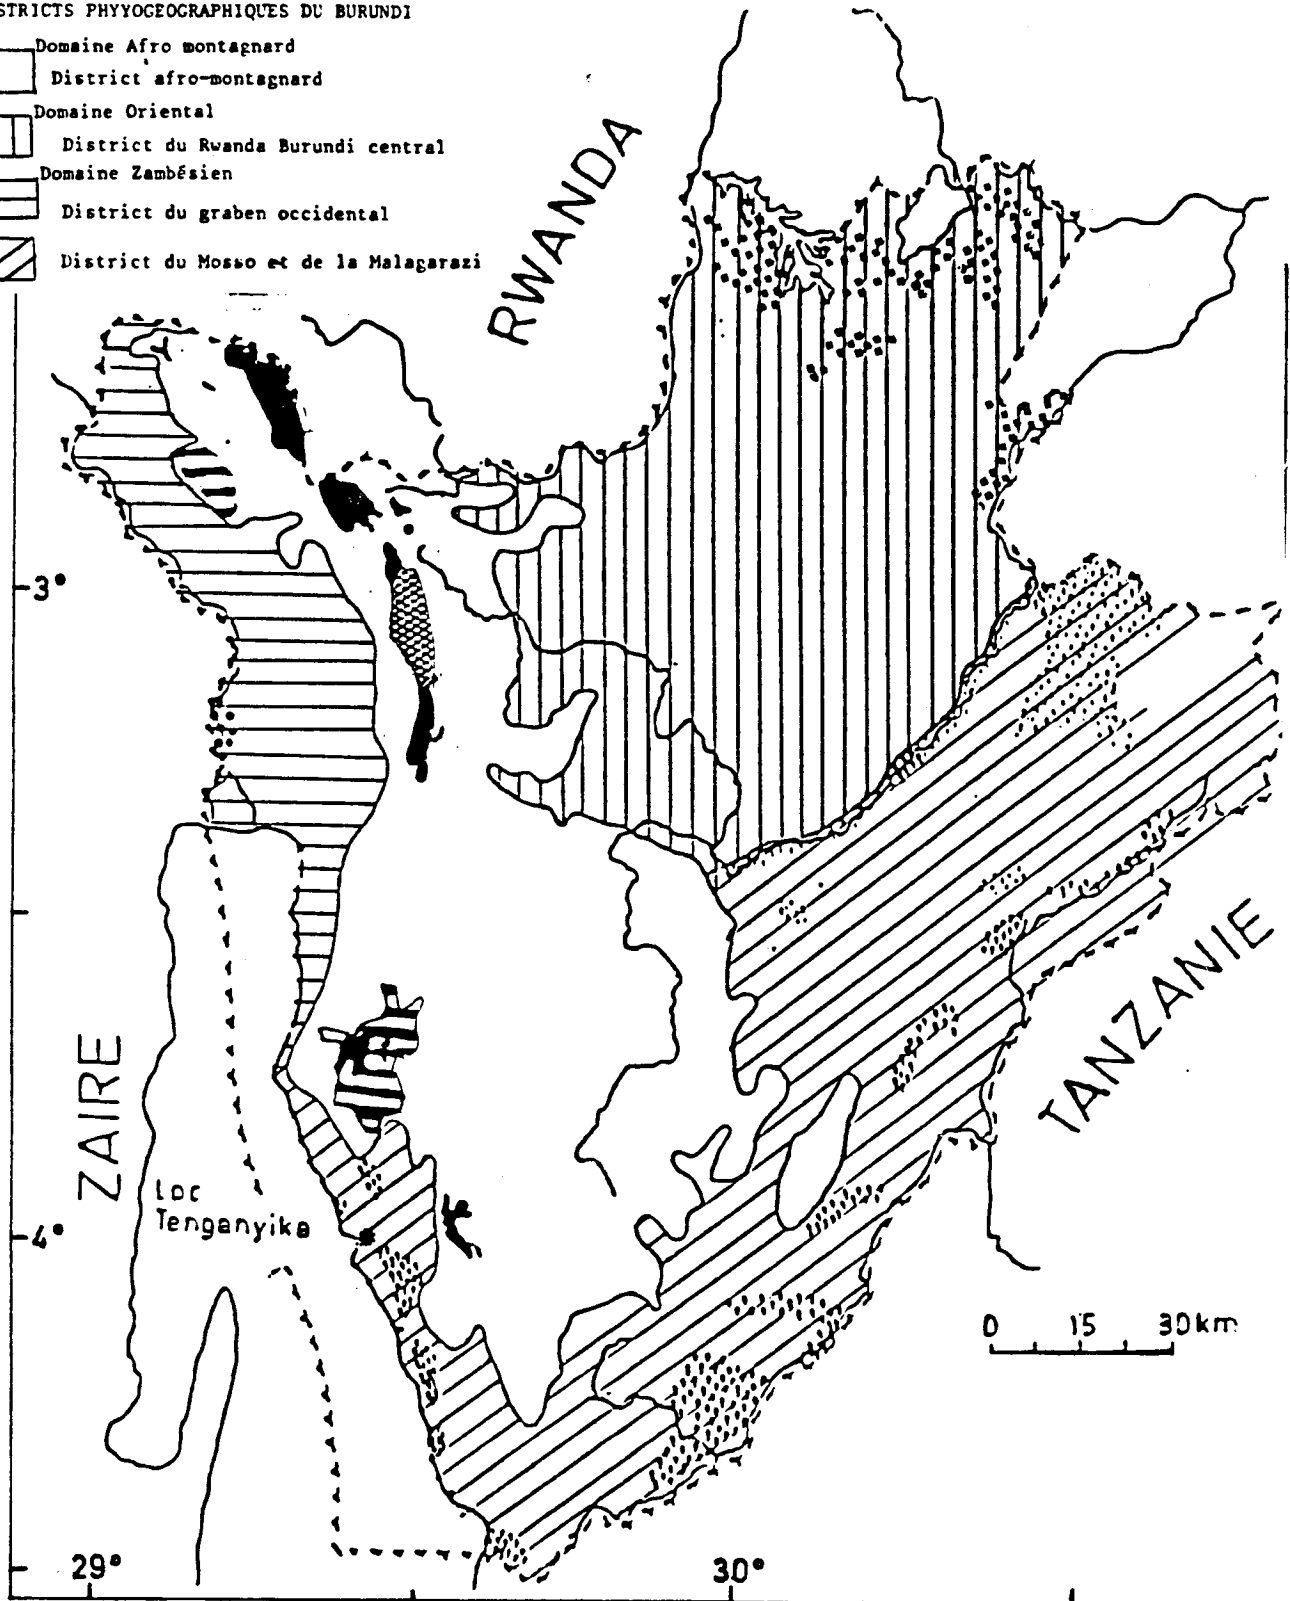 STRICTS PHYYOGEOGRAPHIQUES DU BURUNDI
Domaine Afro montagnard
District afro-montagnard
Domaine Oriental
District du Rwanda Burundi central
Domaine Zambésien
District du graben occidental
District du Mosso et de la Malagarazi
RWANDA
3°
ZAIRE
TANZANIE
Loc
Tenganyika
4°
0 15 30km
29° 30°